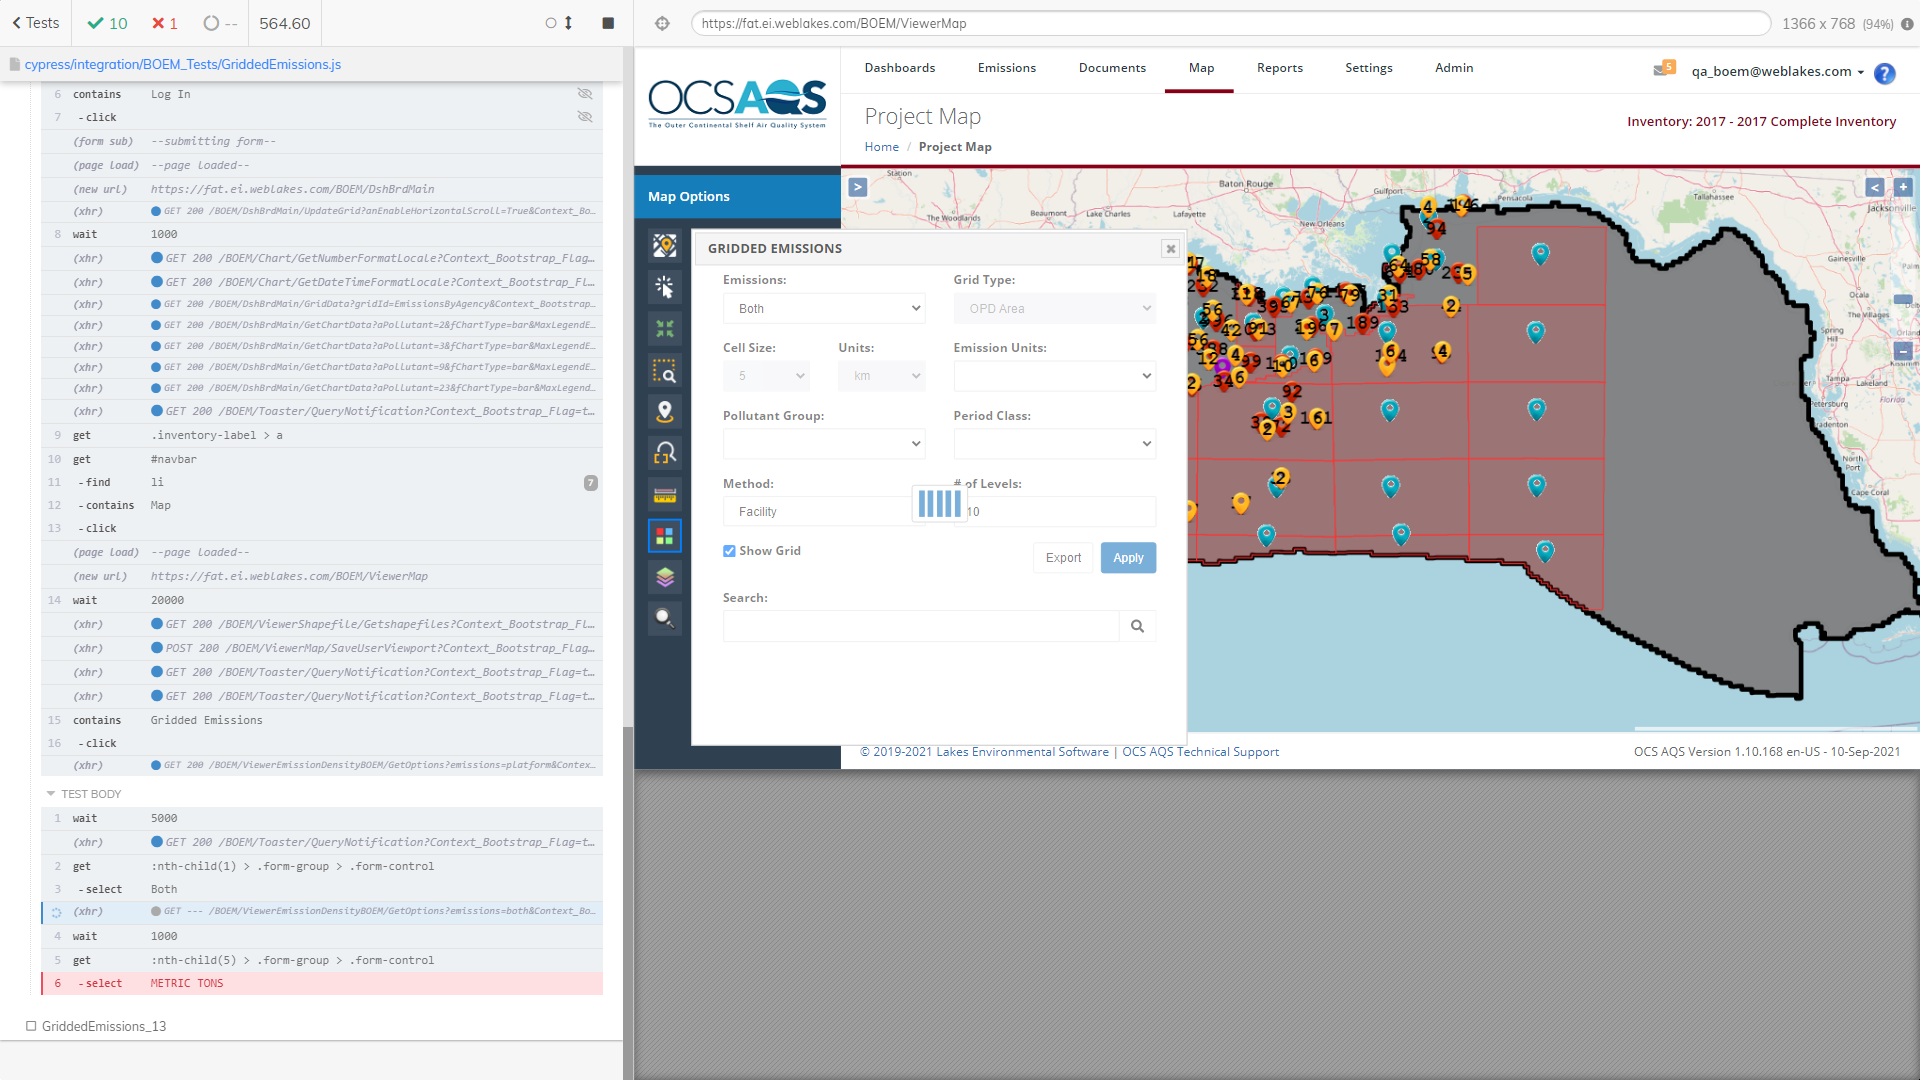 Tests
10
1
--
564.60
https://fat.ei.weblakes.com/BOEM/ViewerMap
1366 x 768 (94%)
cypress/integration/BOEM_Tests/GriddedEmissions.js
6 contains Log In
7 -click
(form sub) --submitting form--
(page load) --page loaded--
(new url) https://fat.ei.weblakes.com/BOEM/DshBrdMain
(xhr) GET 200 /BOEM/DshBrdMain/UpdateGrid?anEnableHorizontalScroll=True&Context_Bo...
8 wait 1000
(xhr) GET 200 /BOEM/Chart/GetNumberFormatLocale?Context_Bootstrap_Flag...
(xhr) GET 200 /BOEM/Chart/GetDateTimeFormatLocale?Context_Bootstrap_Fl...
(xhr) GET 200 /BOEM/DshBrdMain/GridData?gridId=EmissionsByAgency&Context_Bootstrap...
(xhr) GET 200 /BOEM/DshBrdMain/GetChartData?aPollutant=2&fChartType=bar&MaxLegendE...
(xhr) GET 200 /BOEM/DshBrdMain/GetChartData?aPollutant=3&fChartType=bar&MaxLegendE...
(xhr) GET 200 /BOEM/DshBrdMain/GetChartData?aPollutant=9&fChartType=bar&MaxLegendE...
(xhr) GET 200 /BOEM/DshBrdMain/GetChartData?aPollutant=23&fChartType=bar&MaxLegend...
(xhr) GET 200 /BOEM/Toaster/QueryNotification?Context_Bootstrap_Flag=t...
9 get .inventory-label > a
10 get #navbar
11 -find li 7
12 -contains Map
13 -click
(page load) --page loaded--
(new url) https://fat.ei.weblakes.com/BOEM/ViewerMap
14 wait 20000
(xhr) GET 200 /BOEM/ViewerShapefile/Getshapefiles?Context_Bootstrap_Fl...
(xhr) POST 200 /BOEM/ViewerMap/SaveUserViewport?Context_Bootstrap_Flag...
(xhr) GET 200 /BOEM/Toaster/QueryNotification?Context_Bootstrap_Flag=t...
(xhr) GET 200 /BOEM/Toaster/QueryNotification?Context_Bootstrap_Flag=t...
15 contains Gridded Emissions
16 -click
(xhr) GET 200 /BOEM/ViewerEmissionDensityBOEM/GetOptions?emissions=platform&Contex...
TEST BODY
1 wait 5000
(xhr) GET 200 /BOEM/Toaster/QueryNotification?Context_Bootstrap_Flag=t...
2 get :nth-child(1) > .form-group > .form-control
3 -select Both
(xhr) GET --- /BOEM/ViewerEmissionDensityBOEM/GetOptions?emissions=both&Context_Bo...
4 wait 1000
5 get :nth-child(5) > .form-group > .form-control
6 -select METRIC TONS
GriddedEmissions_13
OCSAQS
The Outer Continental Shelf Air Quality System
Dashboards Emissions Documents Map Reports Settings Admin
5 qa_boem@weblakes.com ?
Project Map
Inventory: 2017 - 2017 Complete Inventory
Home / Project Map
Map Options
GRIDDED EMISSIONS
Emissions: Grid Type:
Both OPD Area
Cell Size: Units: Emission Units:
5 km
Pollutant Group: Period Class:
Method: # of Levels:
Facility 10
Show Grid Export Apply
Search:
Station
Baton Rouge
Gulfport
Pensacola
Tallahassee
Jacksonville
The Woodlands
Beaumont
Lake Charles
Lafayette
New Orleans
Gainesville
Ocala
The Villages
Spring Hill
Tampa
Lakeland
Florida
North Port
Cape Coral
4
94
58
189
92
3
161
2
34
6
© 2019-2021 Lakes Environmental Software | OCS AQS Technical Support
OCS AQS Version 1.10.168 en-US - 10-Sep-2021